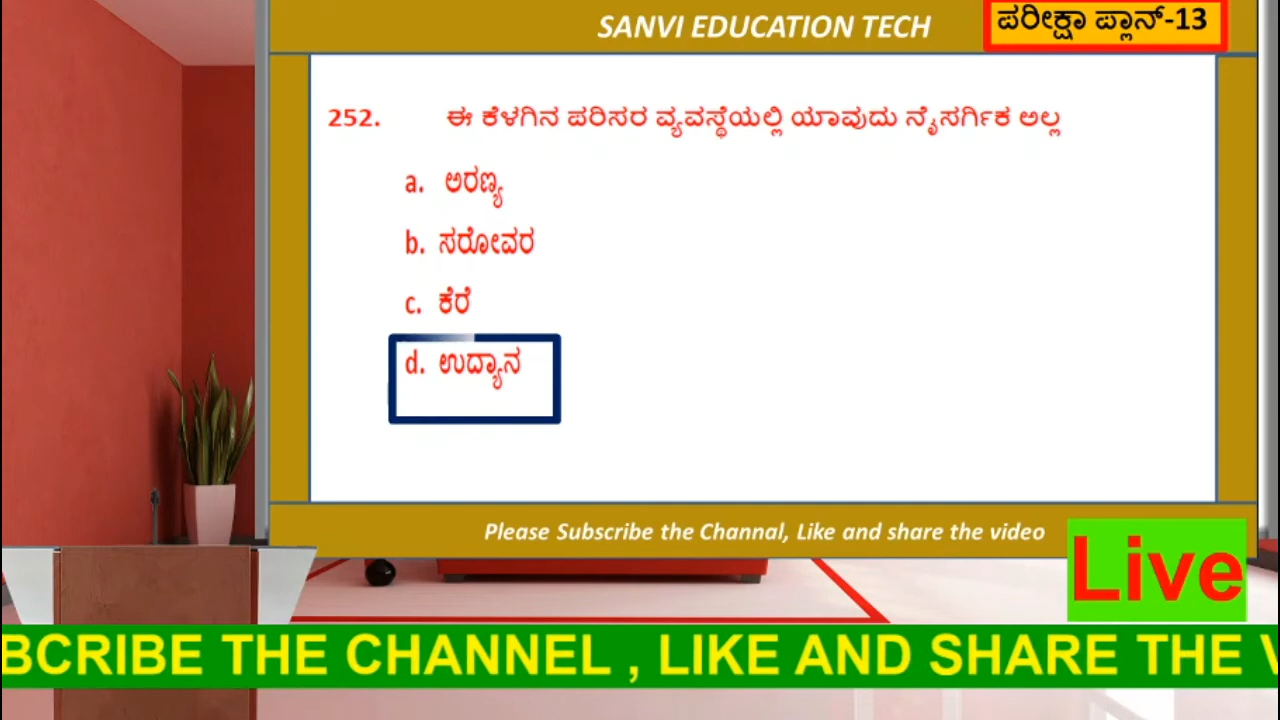 SANVI EDUCATION TECH
ಪರೀಕ್ಷಾ ಪ್ಲಾನ್-13
252. ಈ ಕೆಳಗಿನ ಪರಿಸರ ವ್ಯವಸ್ಥೆಯಲ್ಲಿ ಯಾವುದು ನೈಸರ್ಗಿಕ ಅಲ್ಲ
a. ಅರಣ್ಯ
b. ಸರೋವರ
c. ಕೆರೆ
d. ಉದ್ಯಾನ
Please Subscribe the Channal, Like and share the video
Live
BCRIBE THE CHANNEL , LIKE AND SHARE THE V